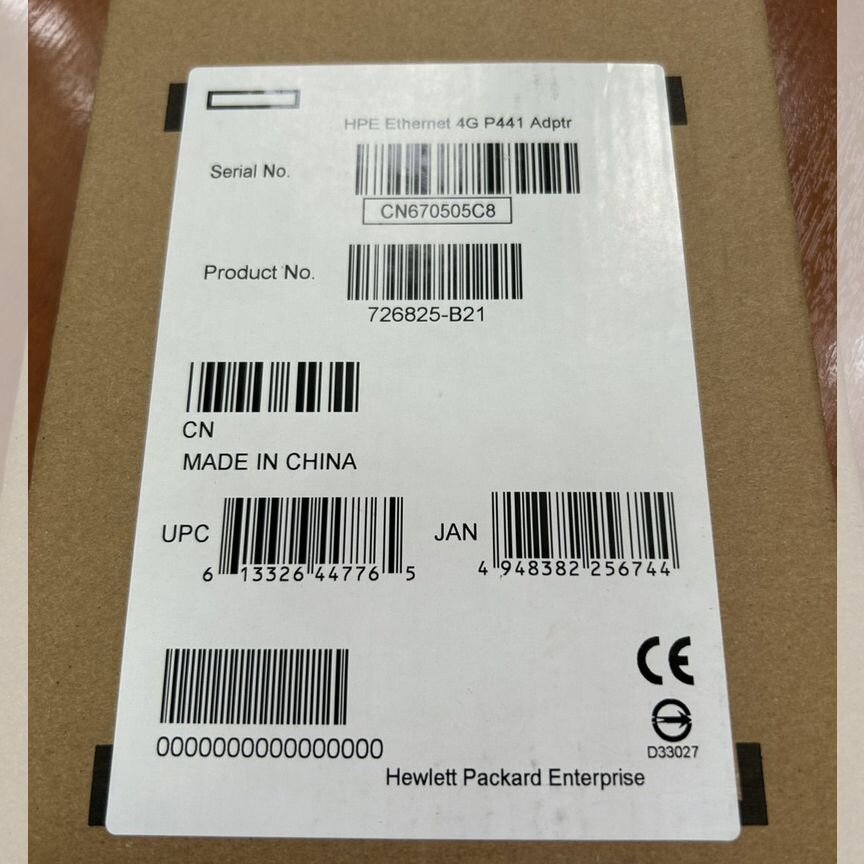 HPE Ethernet 4G P441 Adptr
Serial No.
CN670505C8
Product No.
726825-B21
CN
MADE IN CHINA
UPC 6 13326 44776 5
JAN 4 948382 256744
0000000000000000
D33027
Hewlett Packard Enterprise